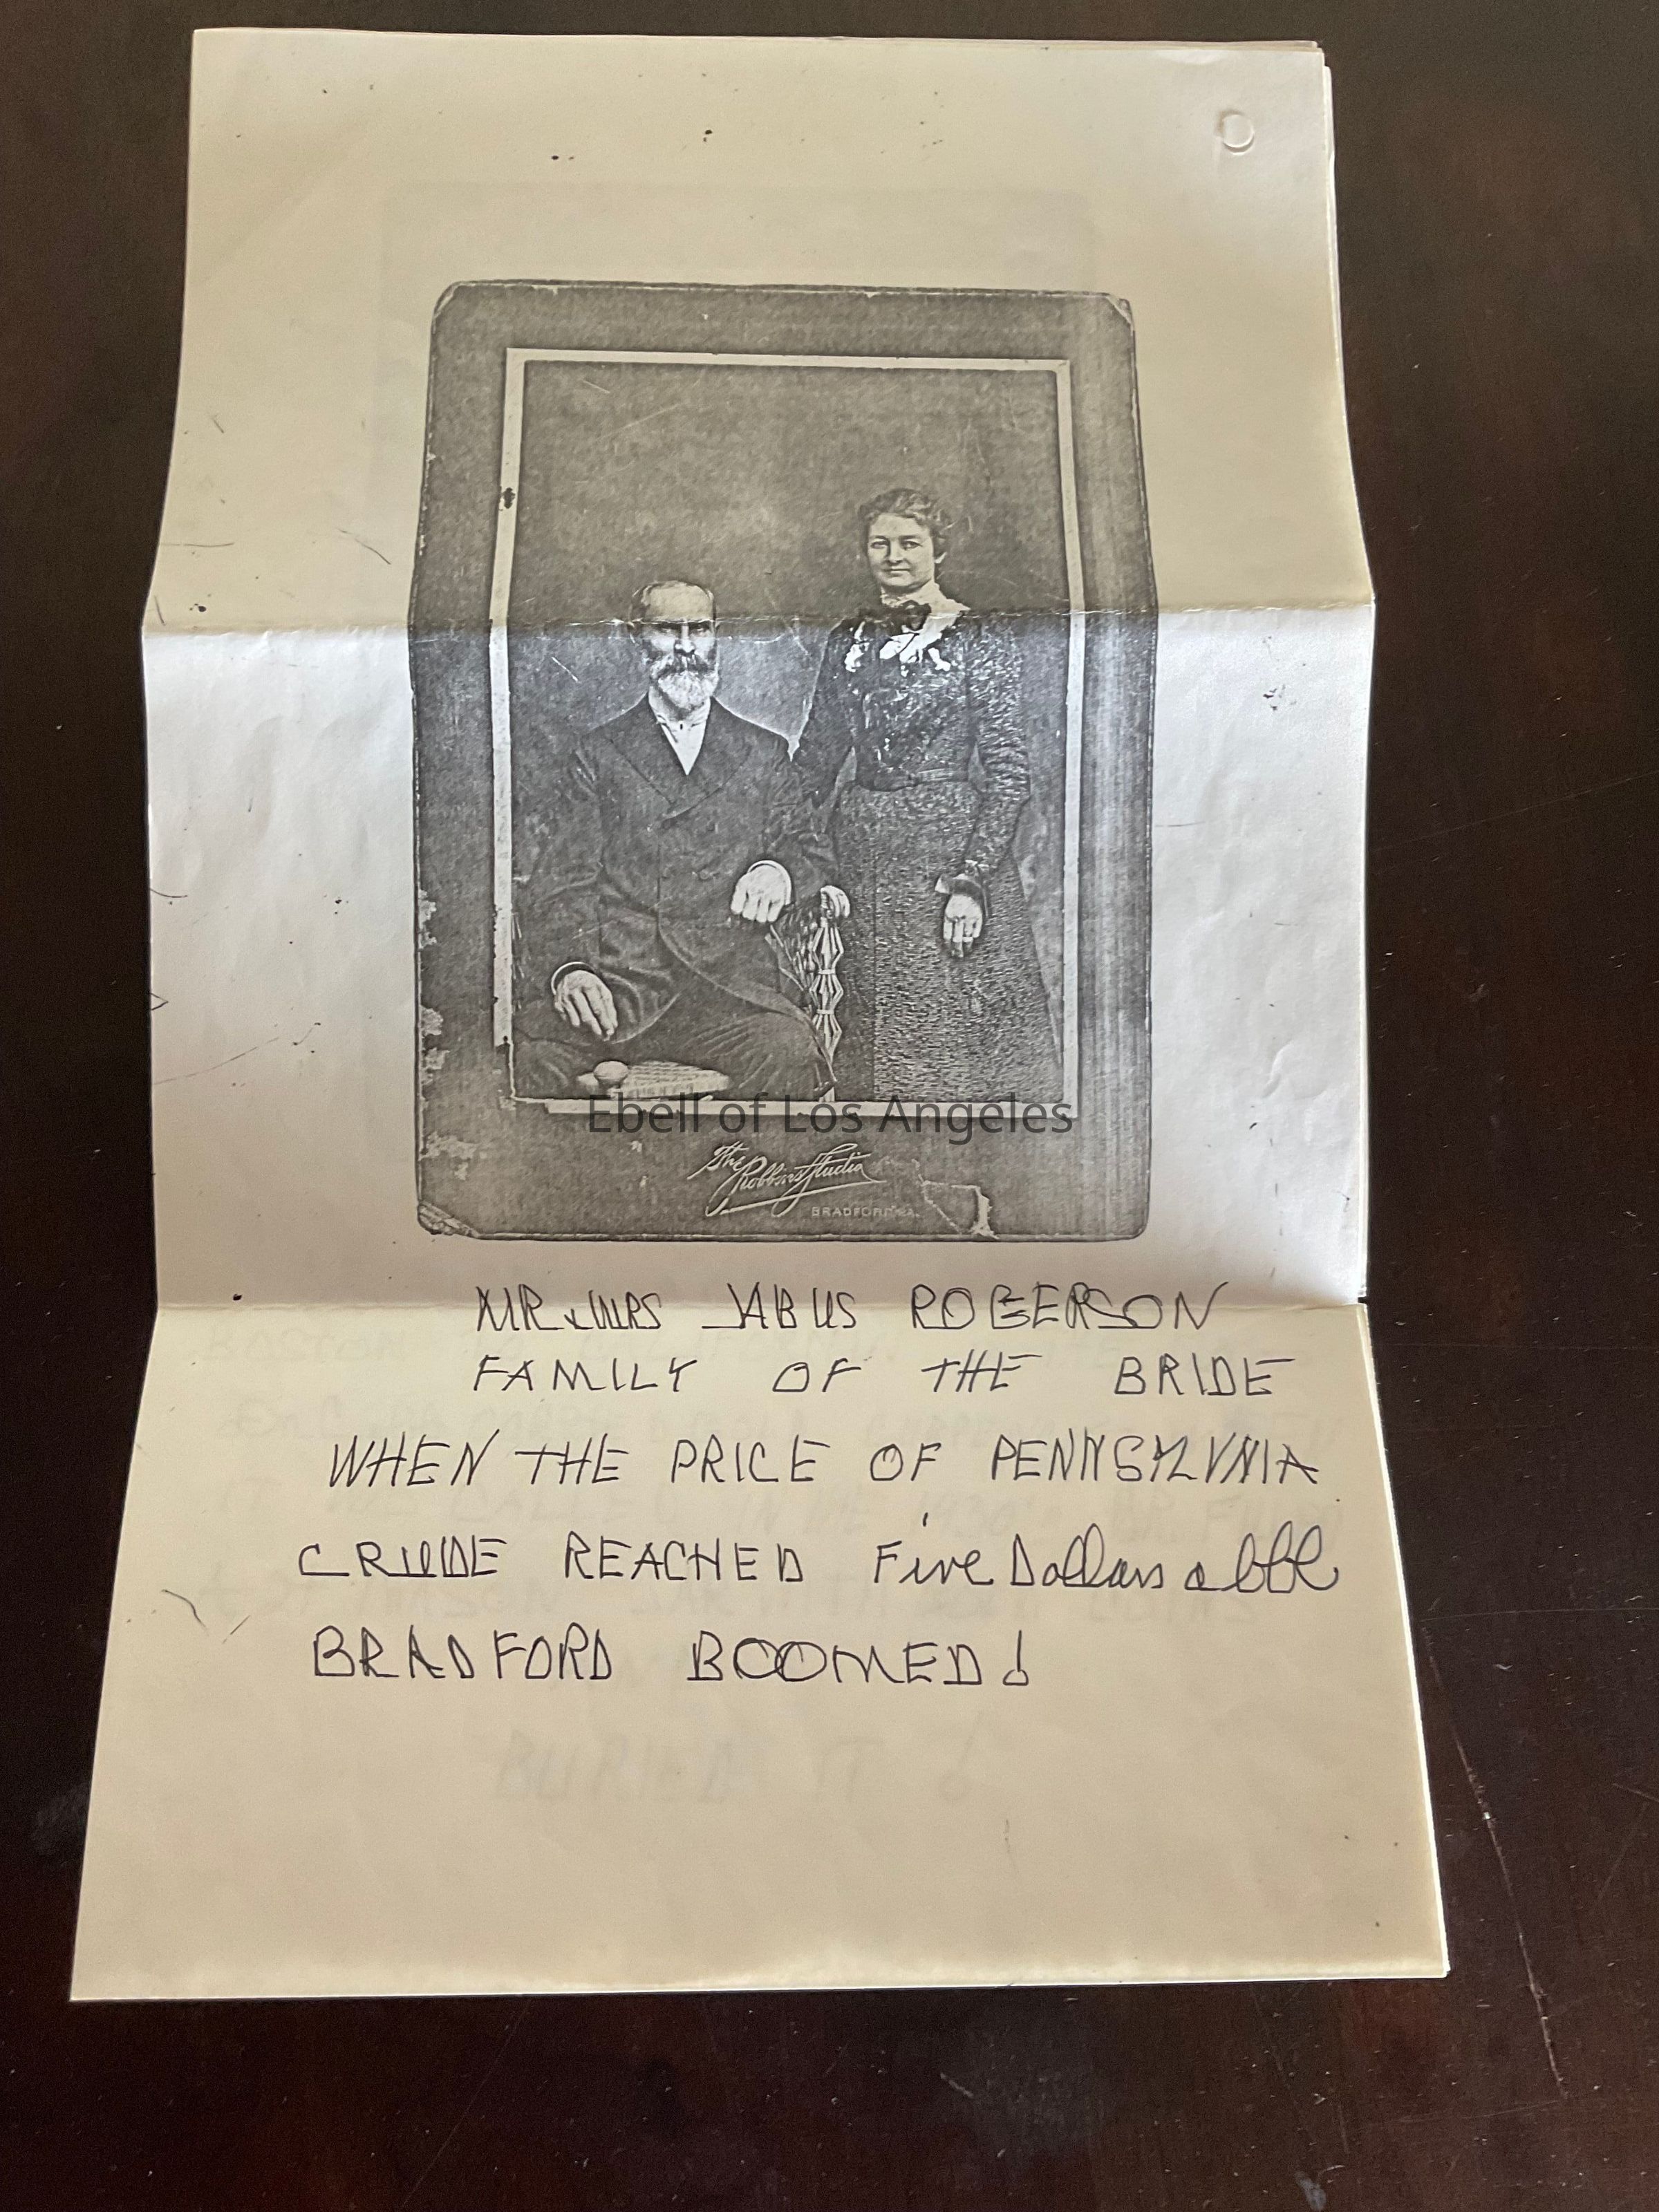 Ebell of Los Angeles
The Robbins Studio
BRADFORD, PA.
MR & MRS JABUS ROBERSON
FAMILY OF THE BRIDE
WHEN THE PRICE OF PENNSYLVNIA
CRUDE REACHED Five Dollars a bbl
BRADFORD BOOMED!